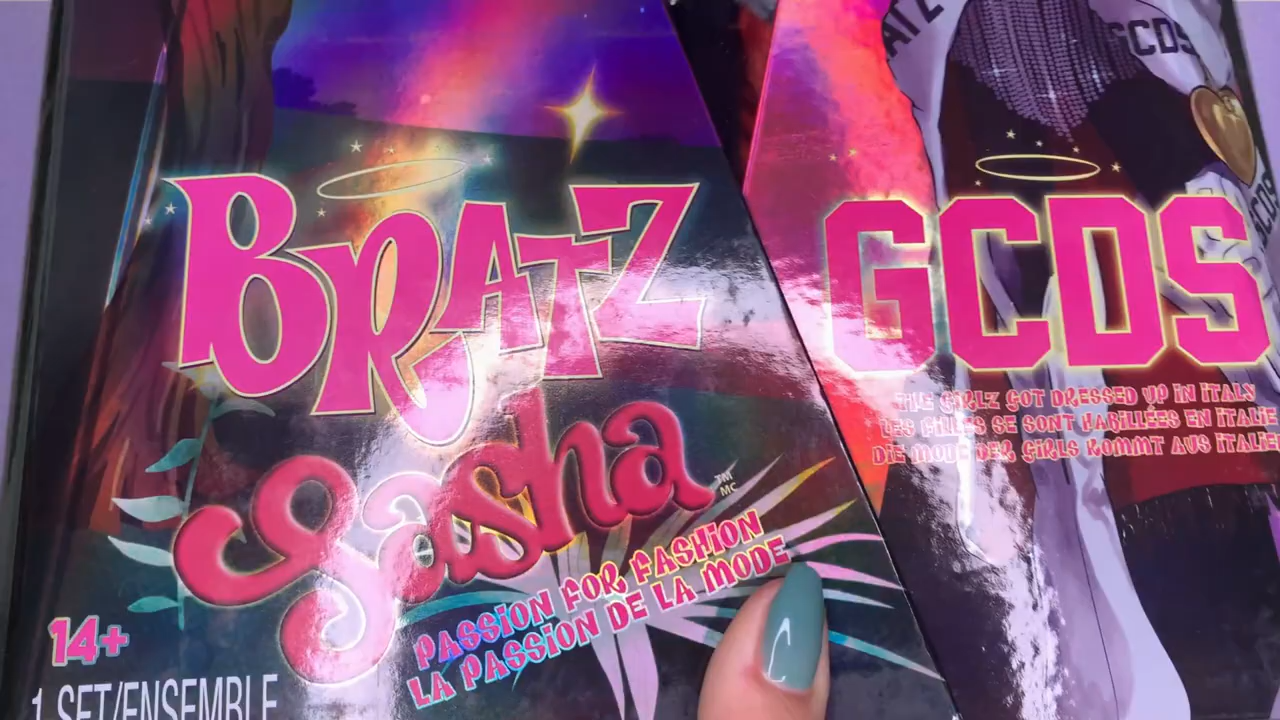 BRATZ
Sasha
™
MC
PASSION FOR FASHION
LA PASSION DE LA MODE
14+
1 SET/ENSEMBLE
GCDS
GCDS
THE GIRLZ GOT DRESSED UP IN ITALY
LES FILLES SE SONT HABILLÉES EN ITALIE
DIE MODE DER GIRLS KOMMT AUS ITALIEN